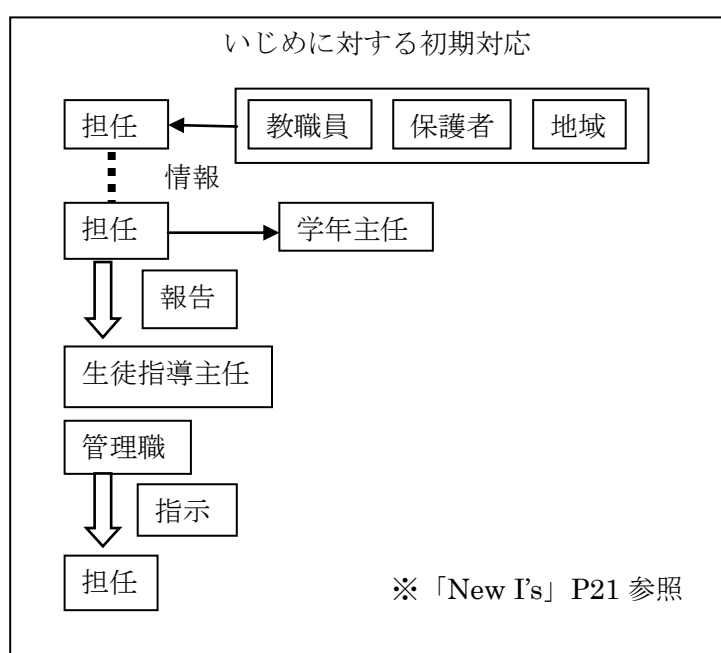 いじめに対する初期対応
担任 教職員 保護者 地域
情報
担任 学年主任
報告
生徒指導主任
管理職
指示
担任
※「New I's」P21 参照